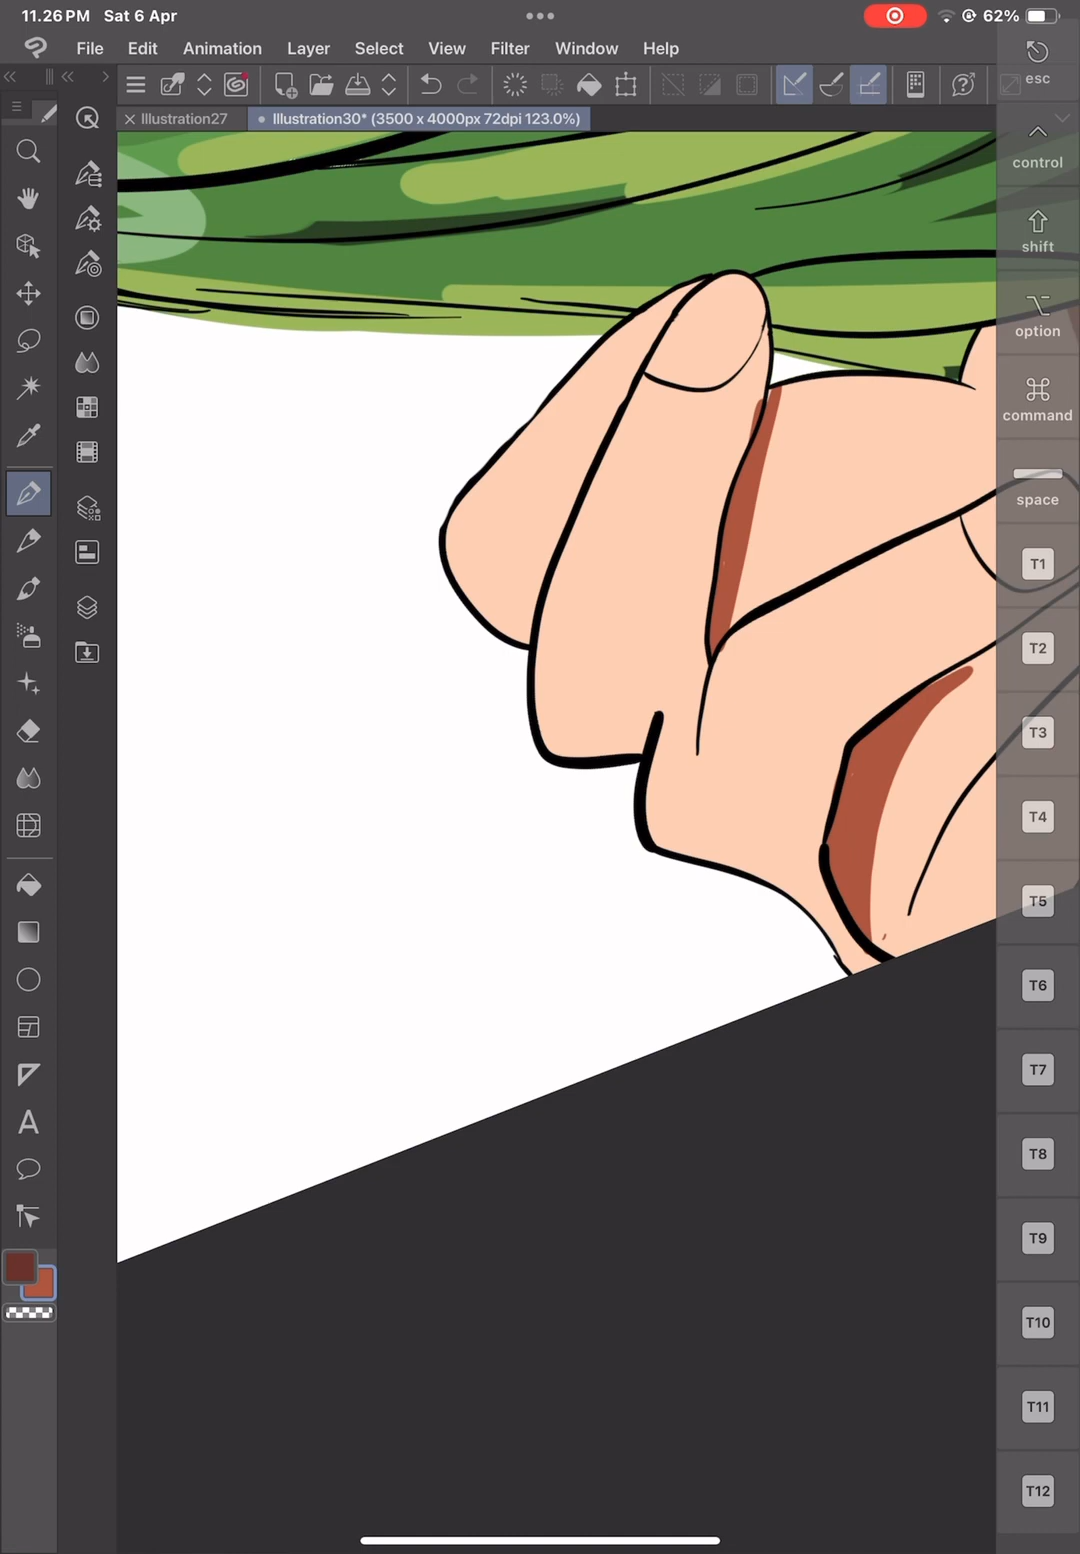 11.26 PM Sat 6 Apr
62%
File Edit Animation Layer Select View Filter Window Help
esc
Illustration27
Illustration30* (3500 x 4000px 72dpi 123.0%)
control
shift
option
command
space
T1
T2
T3
T4
T5
T6
T7
T8
T9
T10
T11
T12